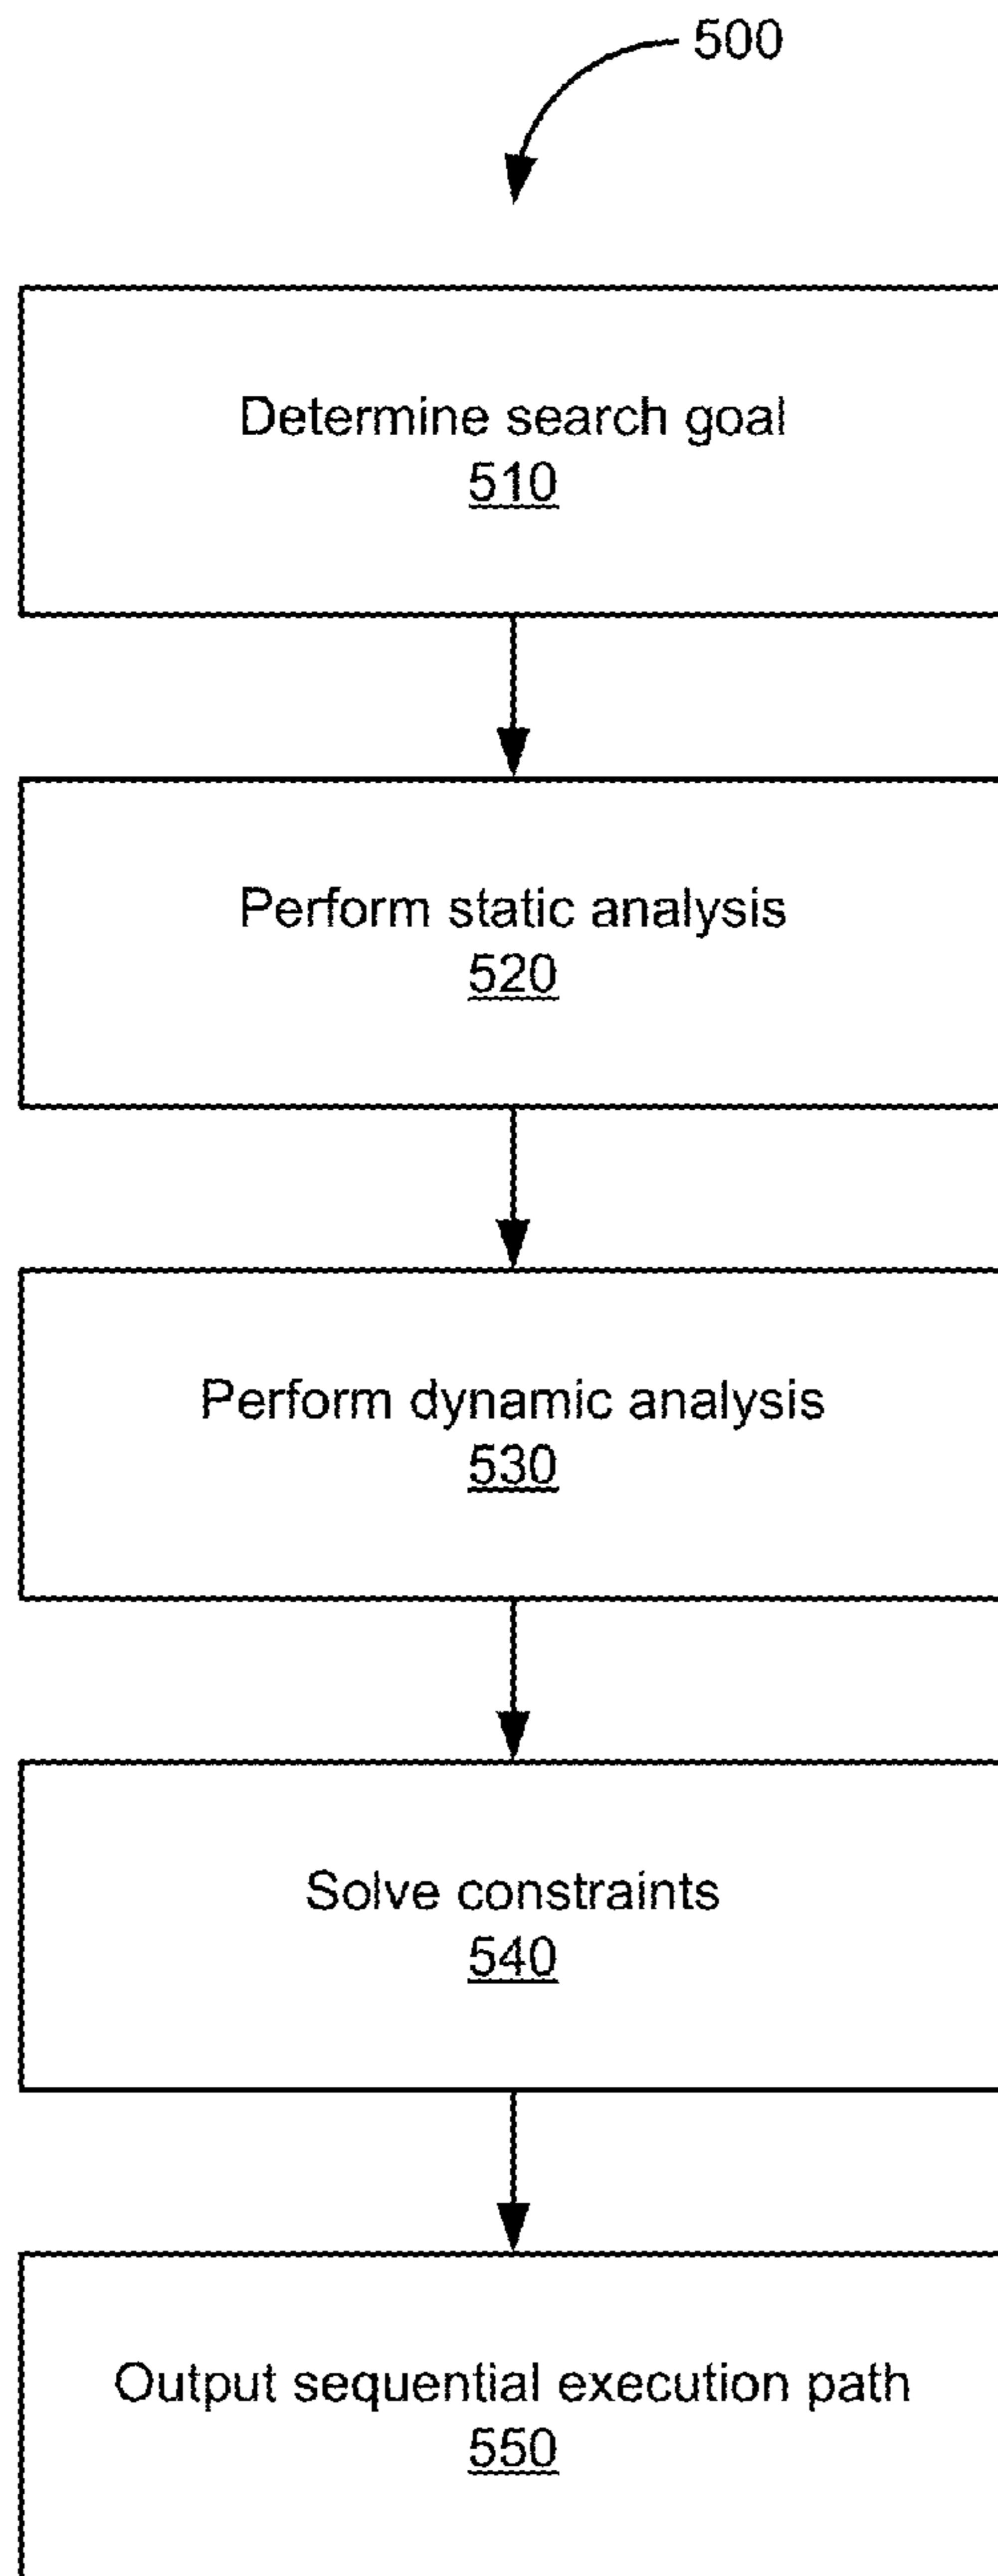 500
Determine search goal
510
Perform static analysis
520
Perform dynamic analysis
530
Solve constraints
540
Output sequential execution path
550